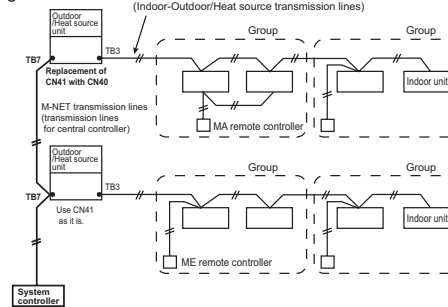 (Indoor-Outdoor/Heat source transmission lines)
Outdoor
/Heat source
unit
Group
Group
TB7
TB3
Replacement of
CN41 with CN40
Indoor unit
M-NET transmission lines
(transmission lines
for central controller)
MA remote controller
Outdoor
/Heat source
unit
Group
Group
TB7
TB3
Use CN41
as it is.
Indoor unit
ME remote controller
System
controller